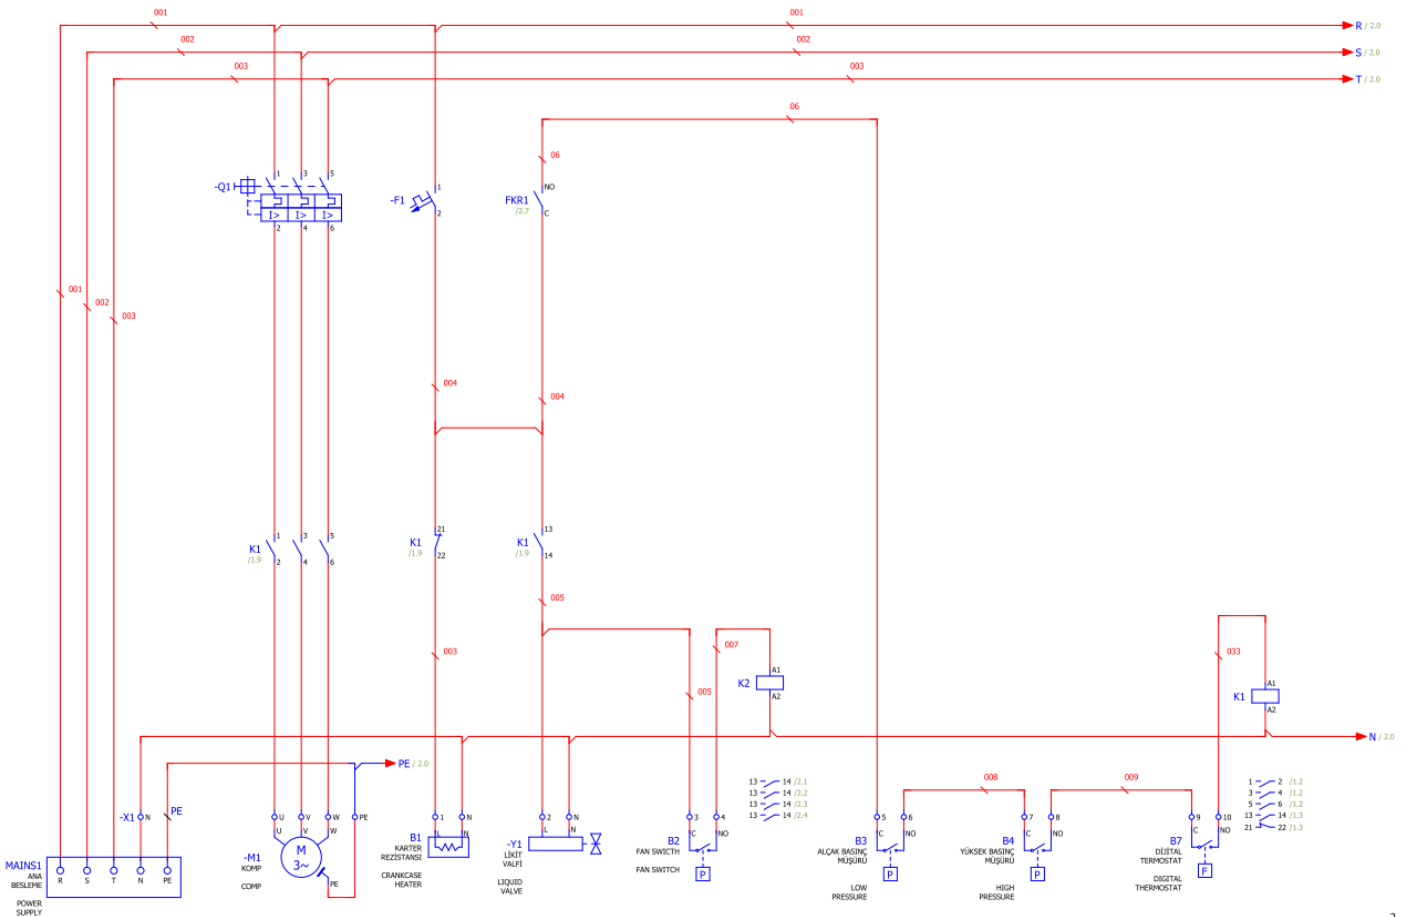 001
001
R / 2.0
002
002
S / 2.0
003
003
T / 2.0
06
06
1 3 5
-Q1
I> I> I>
2 4 6
-F1
1
2
FKR1
/2.7
NO
C
001
002
003
004
004
K1
/1.9
1 3 5
2 4 6
K1
/1.9
21
22
K1
/1.9
13
14
005
003
005
007
K2
A1
A2
033
K1
A1
A2
N / 2.0
PE / 2.0
13 14 /2.1
13 14 /2.2
13 14 /2.3
13 14 /2.4
008
009
1 2 /1.2
3 4 /1.2
5 6 /1.2
13 14 /1.3
21 22 /1.3
-X1 N
PE
U V W PE
U V W
1 N
L N
2 N
L N
3 4
C NO
5 6
C NO
7 8
C NO
9 10
C NO
MAINS1
ANA
BESLEME
POWER
SUPPLY
R S T N PE
-M1
KOMP
COMP
M
3~
PE
B1
KARTER
REZİSTANSI
CRANKCASE
HEATER
-Y1
LİKİT
VALFİ
LIQUID
VALVE
B2
FAN SWICTH
FAN SWITCH
P
B3
ALÇAK BASINÇ
MÜŞÜRÜ
LOW
PRESSURE
P
B4
YÜKSEK BASINÇ
MÜŞÜRÜ
HIGH
PRESSURE
P
B7
DİJİTAL
TERMOSTAT
DIGITAL
THERMOSTAT
F